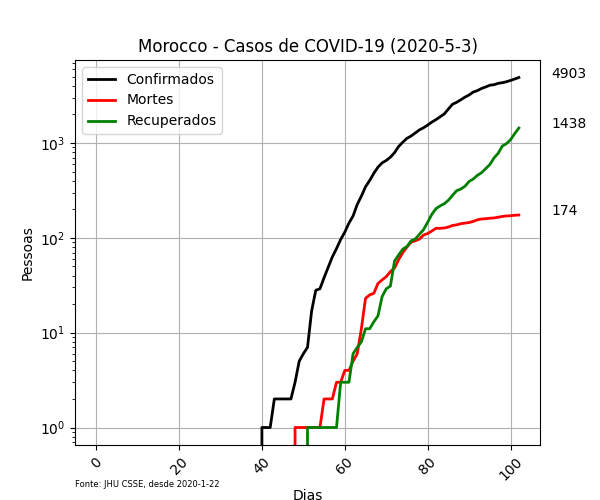 Morocco - Casos de COVID-19 (2020-5-3)
Confirmados
Mortes
Recuperados
4903
1438
174
10³
10²
10¹
10⁰
Pessoas
0 20 40 60 80 100
Fonte: JHU CSSE, desde 2020-1-22
Dias